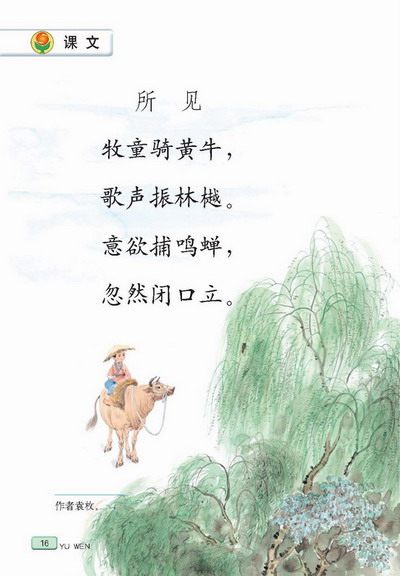 课文
所 见
牧童骑黄牛，
歌声振林樾。
意欲捕鸣蝉，
忽然闭口立。
作者袁枚。
16
YU WEN